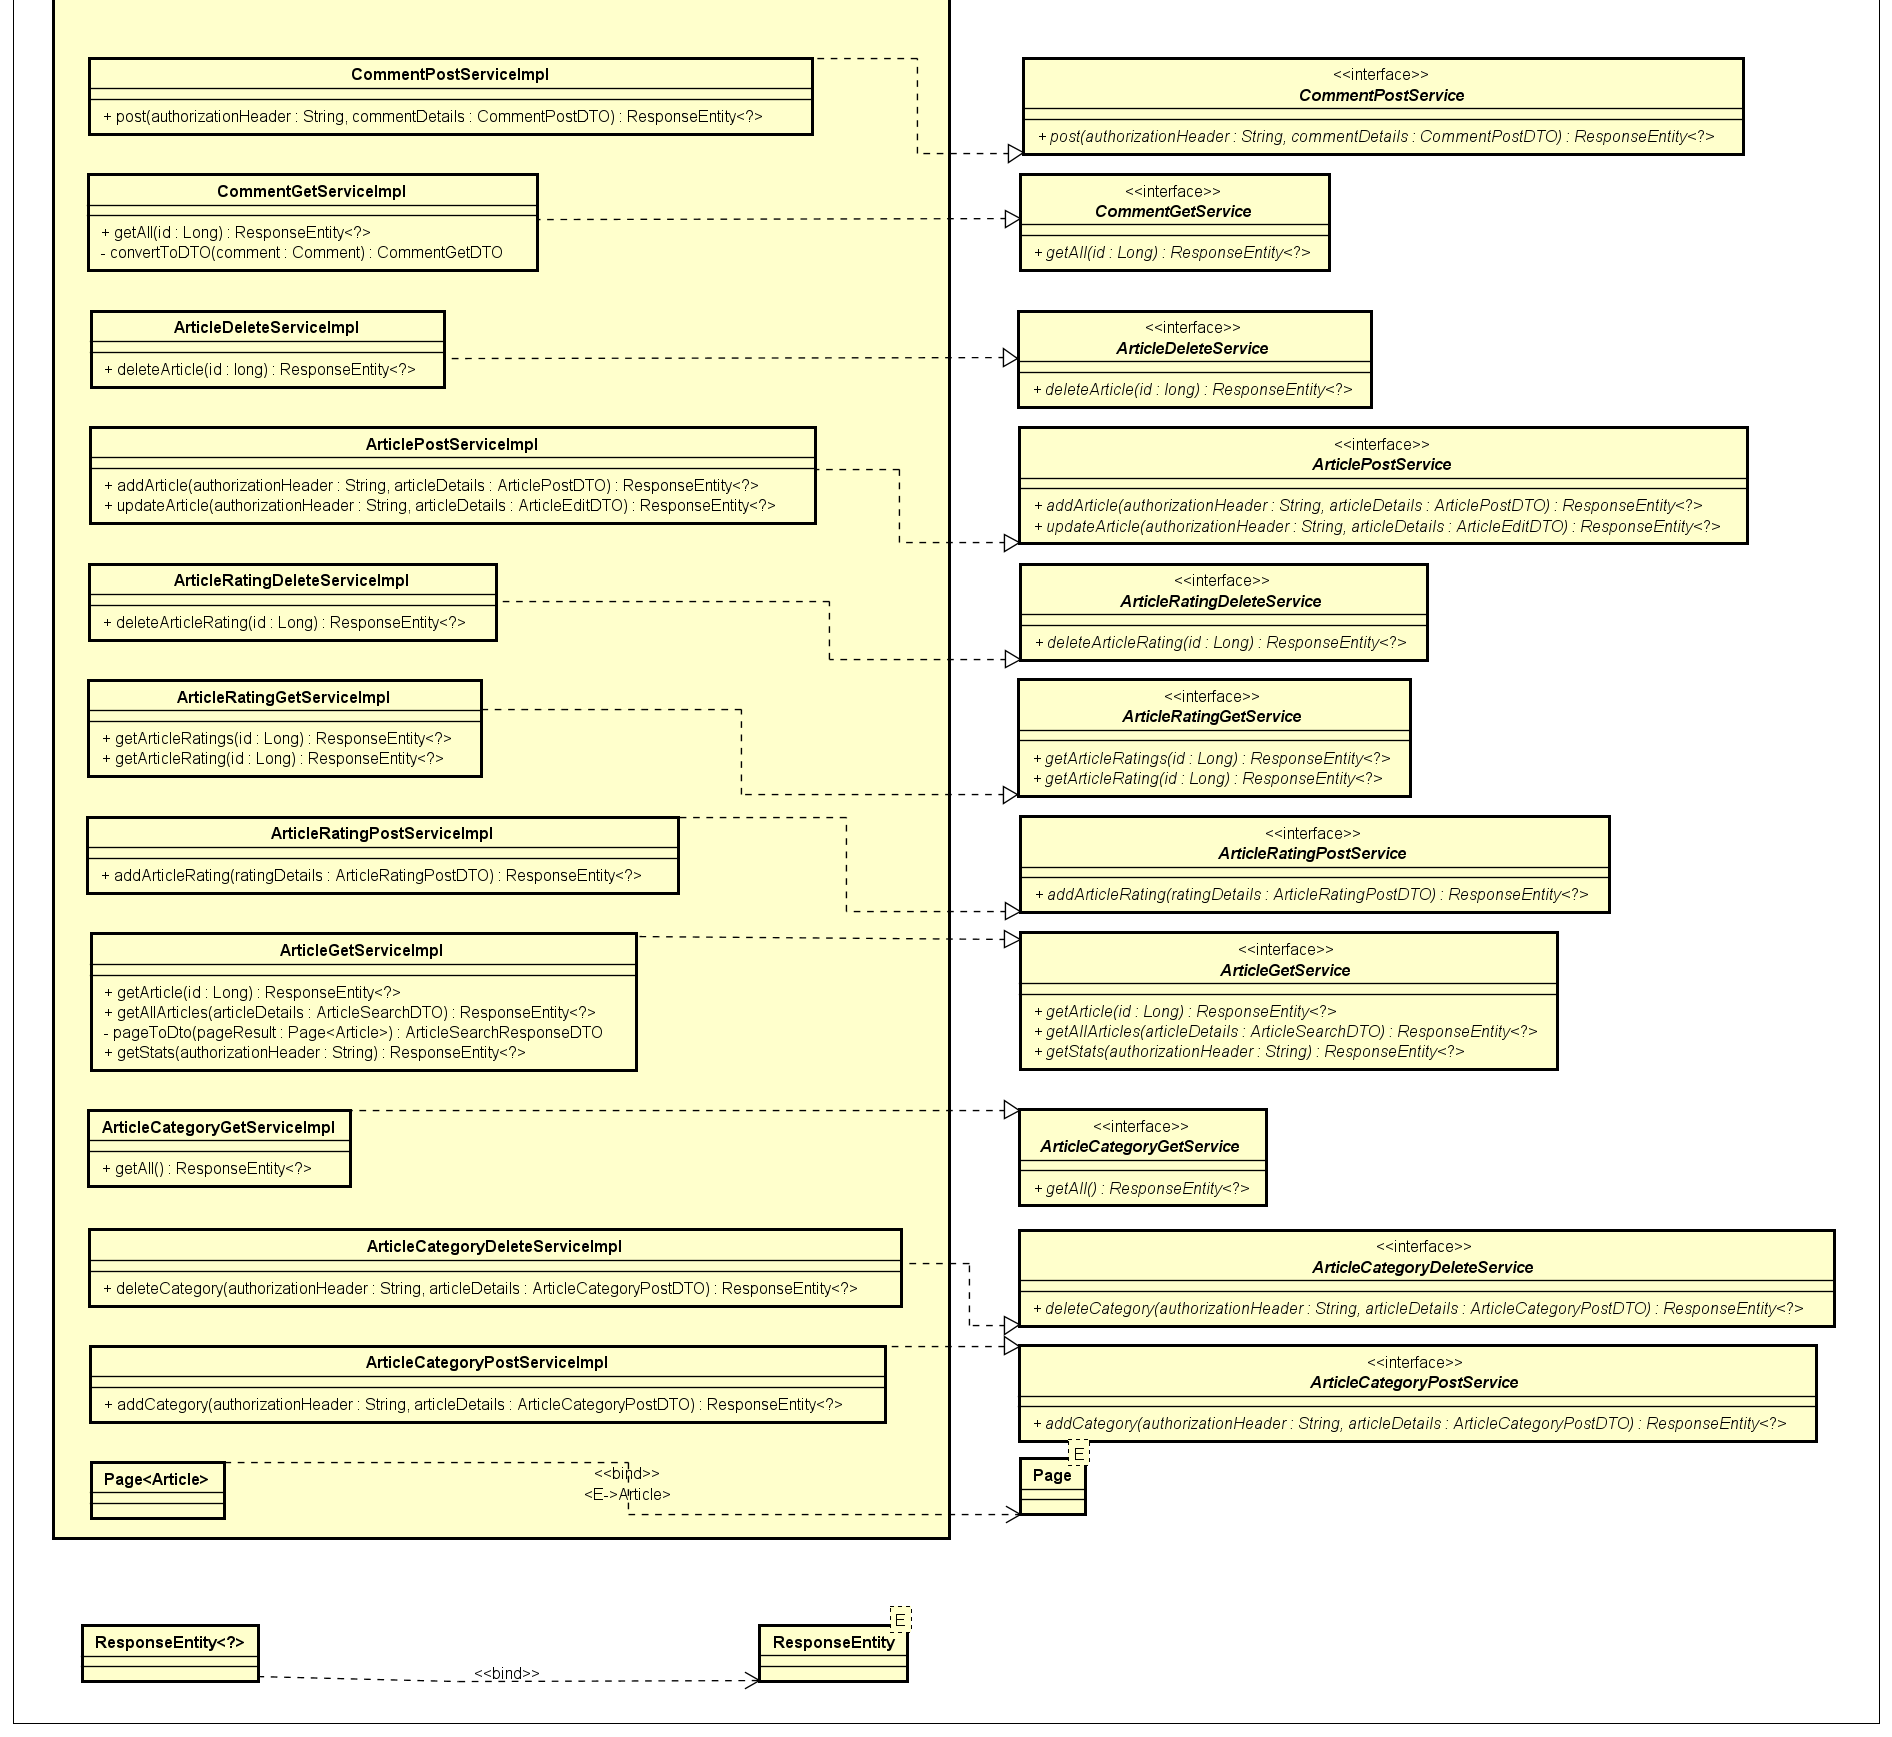 CommentPostServiceImpl
+ post(authorizationHeader : String, commentDetails : CommentPostDTO) : ResponseEntity<?>
<<interface>>
CommentPostService
+ post(authorizationHeader : String, commentDetails : CommentPostDTO) : ResponseEntity<?>
CommentGetServiceImpl
+ getAll(id : Long) : ResponseEntity<?>
- convertToDTO(comment : Comment) : CommentGetDTO
<<interface>>
CommentGetService
+ getAll(id : Long) : ResponseEntity<?>
ArticleDeleteServiceImpl
+ deleteArticle(id : long) : ResponseEntity<?>
<<interface>>
ArticleDeleteService
+ deleteArticle(id : long) : ResponseEntity<?>
ArticlePostServiceImpl
+ addArticle(authorizationHeader : String, articleDetails : ArticlePostDTO) : ResponseEntity<?>
+ updateArticle(authorizationHeader : String, articleDetails : ArticleEditDTO) : ResponseEntity<?>
<<interface>>
ArticlePostService
+ addArticle(authorizationHeader : String, articleDetails : ArticlePostDTO) : ResponseEntity<?>
+ updateArticle(authorizationHeader : String, articleDetails : ArticleEditDTO) : ResponseEntity<?>
ArticleRatingDeleteServiceImpl
+ deleteArticleRating(id : Long) : ResponseEntity<?>
<<interface>>
ArticleRatingDeleteService
+ deleteArticleRating(id : Long) : ResponseEntity<?>
ArticleRatingGetServiceImpl
+ getArticleRatings(id : Long) : ResponseEntity<?>
+ getArticleRating(id : Long) : ResponseEntity<?>
<<interface>>
ArticleRatingGetService
+ getArticleRatings(id : Long) : ResponseEntity<?>
+ getArticleRating(id : Long) : ResponseEntity<?>
ArticleRatingPostServiceImpl
+ addArticleRating(ratingDetails : ArticleRatingPostDTO) : ResponseEntity<?>
<<interface>>
ArticleRatingPostService
+ addArticleRating(ratingDetails : ArticleRatingPostDTO) : ResponseEntity<?>
ArticleGetServiceImpl
+ getArticle(id : Long) : ResponseEntity<?>
+ getAllArticles(articleDetails : ArticleSearchDTO) : ResponseEntity<?>
- pageToDto(pageResult : Page<Article>) : ArticleSearchResponseDTO
+ getStats(authorizationHeader : String) : ResponseEntity<?>
<<interface>>
ArticleGetService
+ getArticle(id : Long) : ResponseEntity<?>
+ getAllArticles(articleDetails : ArticleSearchDTO) : ResponseEntity<?>
+ getStats(authorizationHeader : String) : ResponseEntity<?>
ArticleCategoryGetServiceImpl
+ getAll() : ResponseEntity<?>
<<interface>>
ArticleCategoryGetService
+ getAll() : ResponseEntity<?>
ArticleCategoryDeleteServiceImpl
+ deleteCategory(authorizationHeader : String, articleDetails : ArticleCategoryPostDTO) : ResponseEntity<?>
<<interface>>
ArticleCategoryDeleteService
+ deleteCategory(authorizationHeader : String, articleDetails : ArticleCategoryPostDTO) : ResponseEntity<?>
ArticleCategoryPostServiceImpl
+ addCategory(authorizationHeader : String, articleDetails : ArticleCategoryPostDTO) : ResponseEntity<?>
<<interface>>
ArticleCategoryPostService
+ addCategory(authorizationHeader : String, articleDetails : ArticleCategoryPostDTO) : ResponseEntity<?>
Page<Article>
<<bind>>
<E->Article>
E
Page
ResponseEntity<?>
<<bind>>
E
ResponseEntity